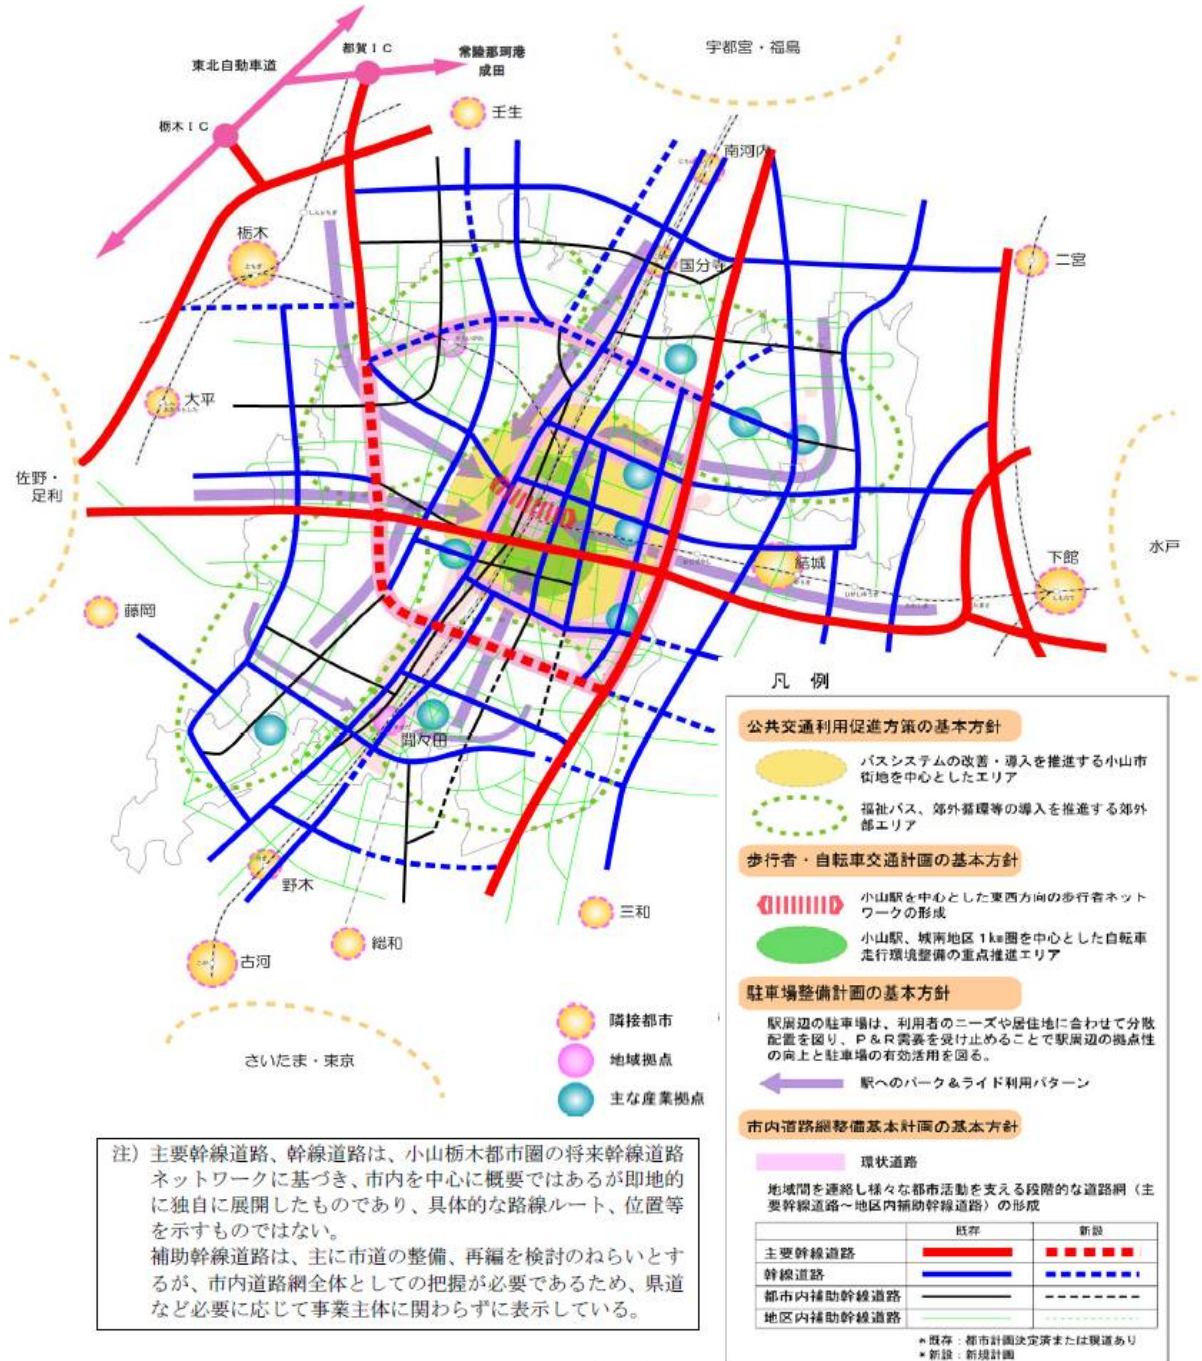 宇都宮・福島
都賀IC
常陸那珂港
成田
東北自動車道
栃木IC
壬生
南河内
栃木
とちぎ
国分寺
二宮
大平
佐野・
足利
水戸
結城
下館
藤岡
間々田
野木
三和
総和
古河
さいたま・東京
隣接都市
地域拠点
主な産業拠点
凡 例
公共交通利用促進方策の基本方針
バスシステムの改善・導入を推進する小山市
街地を中心としたエリア
福祉バス、郊外循環等の導入を推進する郊外
部エリア
歩行者・自転車交通計画の基本方針
小山駅を中心とした東西方向の歩行者ネット
ワークの形成
小山駅、城南地区1km圏を中心とした自転車
走行環境整備の重点推進エリア
駐車場整備計画の基本方針
駅周辺の駐車場は、利用者のニーズや居住地に合わせて分散
配置を図り、P&R需要を受け止めることで駅周辺の拠点性
の向上と駐車場の有効活用を図る。
駅へのパーク&ライド利用パターン
市内道路網整備基本計画の基本方針
環状道路
地域間を連絡し様々な都市活動を支える段階的な道路網（主
要幹線道路～地区内補助幹線道路）の形成
既存 新設
主要幹線道路
幹線道路
都市内補助幹線道路
地区内補助幹線道路
*既存：都市計画決定済または現道あり
*新設：新規計画
注）主要幹線道路、幹線道路は、小山栃木都市圏の将来幹線道路
ネットワークに基づき、市内を中心に概要ではあるが即地的
に独自に展開したものであり、具体的な路線ルート、位置等
を示すものではない。
補助幹線道路は、主に市道の整備、再編を検討のねらいとす
るが、市内道路網全体としての把握が必要であるため、県道
など必要に応じて事業主体に関わらずに表示している。